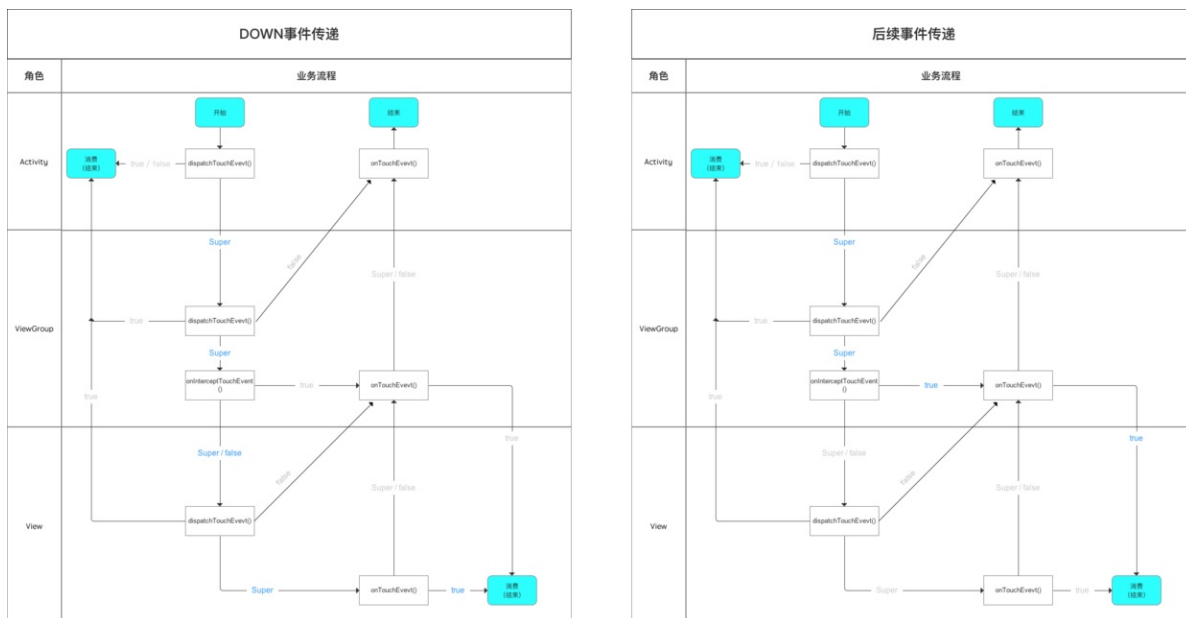 DOWN事件传递
角色
业务流程
开始
结束
Activity
消费
(结束)
true / false
dispatchTouchEvevt()
onTouchEvevt()
Super
false
Super / false
ViewGroup
true
dispatchTouchEvevt()
Super
onInterceptTouchEvent
()
true
onTouchEvevt()
true
true
Super / false
false
Super / false
View
dispatchTouchEvevt()
Super
onTouchEvevt()
true
消费
(结束)
后续事件传递
角色
业务流程
开始
结束
Activity
消费
(结束)
true / false
dispatchTouchEvevt()
onTouchEvevt()
Super
false
Super / false
ViewGroup
true
dispatchTouchEvevt()
Super
onInterceptTouchEvent
()
true
onTouchEvevt()
true
true
Super / false
false
Super / false
View
dispatchTouchEvevt()
Super
onTouchEvevt()
true
消费
(结束)